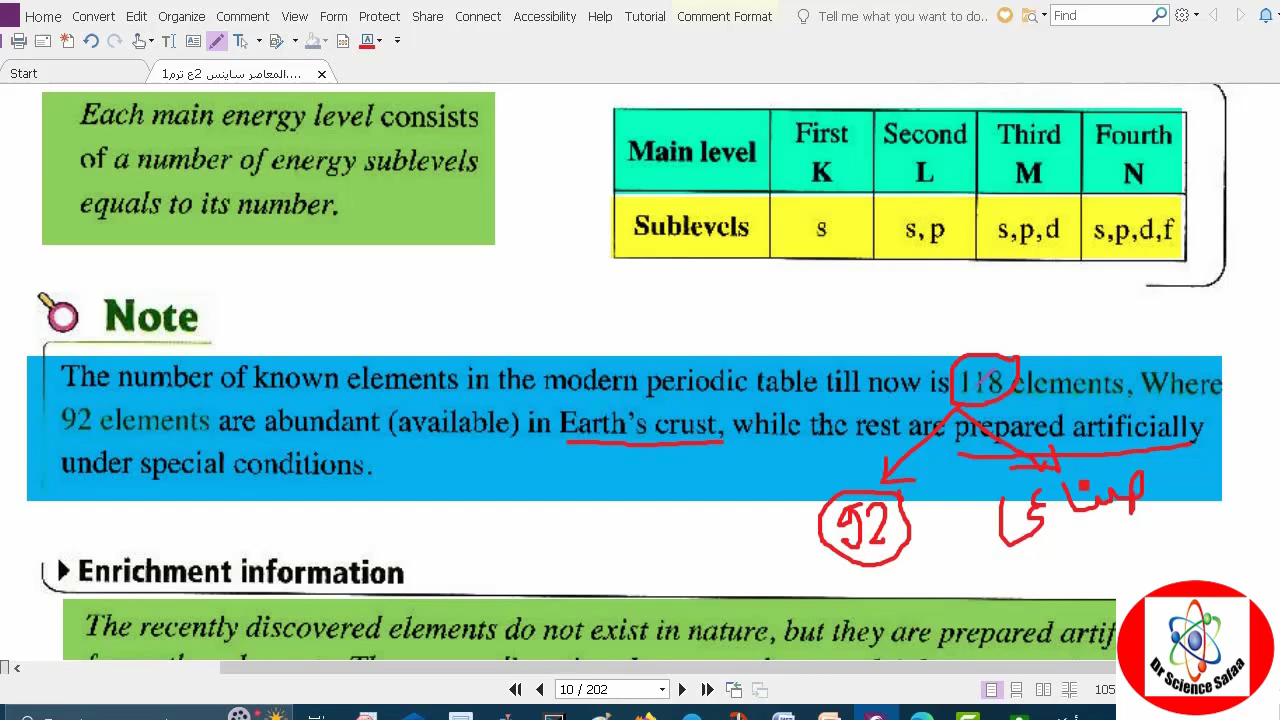 Home Convert Edit Organize Comment View Form Protect Share Connect Accessibility Help Tutorial Comment Format Tell me what you want to do.. Find
Start
المعاصر ساينس 2ع ترم1...
Each main energy level consists
of a number of energy sublevels
equals to its number.
Main level First K Second L Third M Fourth N
Sublevels s s, p s,p,d s,p,d,f
Note
The number of known elements in the modern periodic table till now is 118 elements, Where
92 elements are abundant (available) in Earth's crust, while the rest are prepared artificially
under special conditions.
92
Enrichment information
The recently discovered elements do not exist in nature, but they are prepared artif
10 / 202
105
Dr Science Safaa